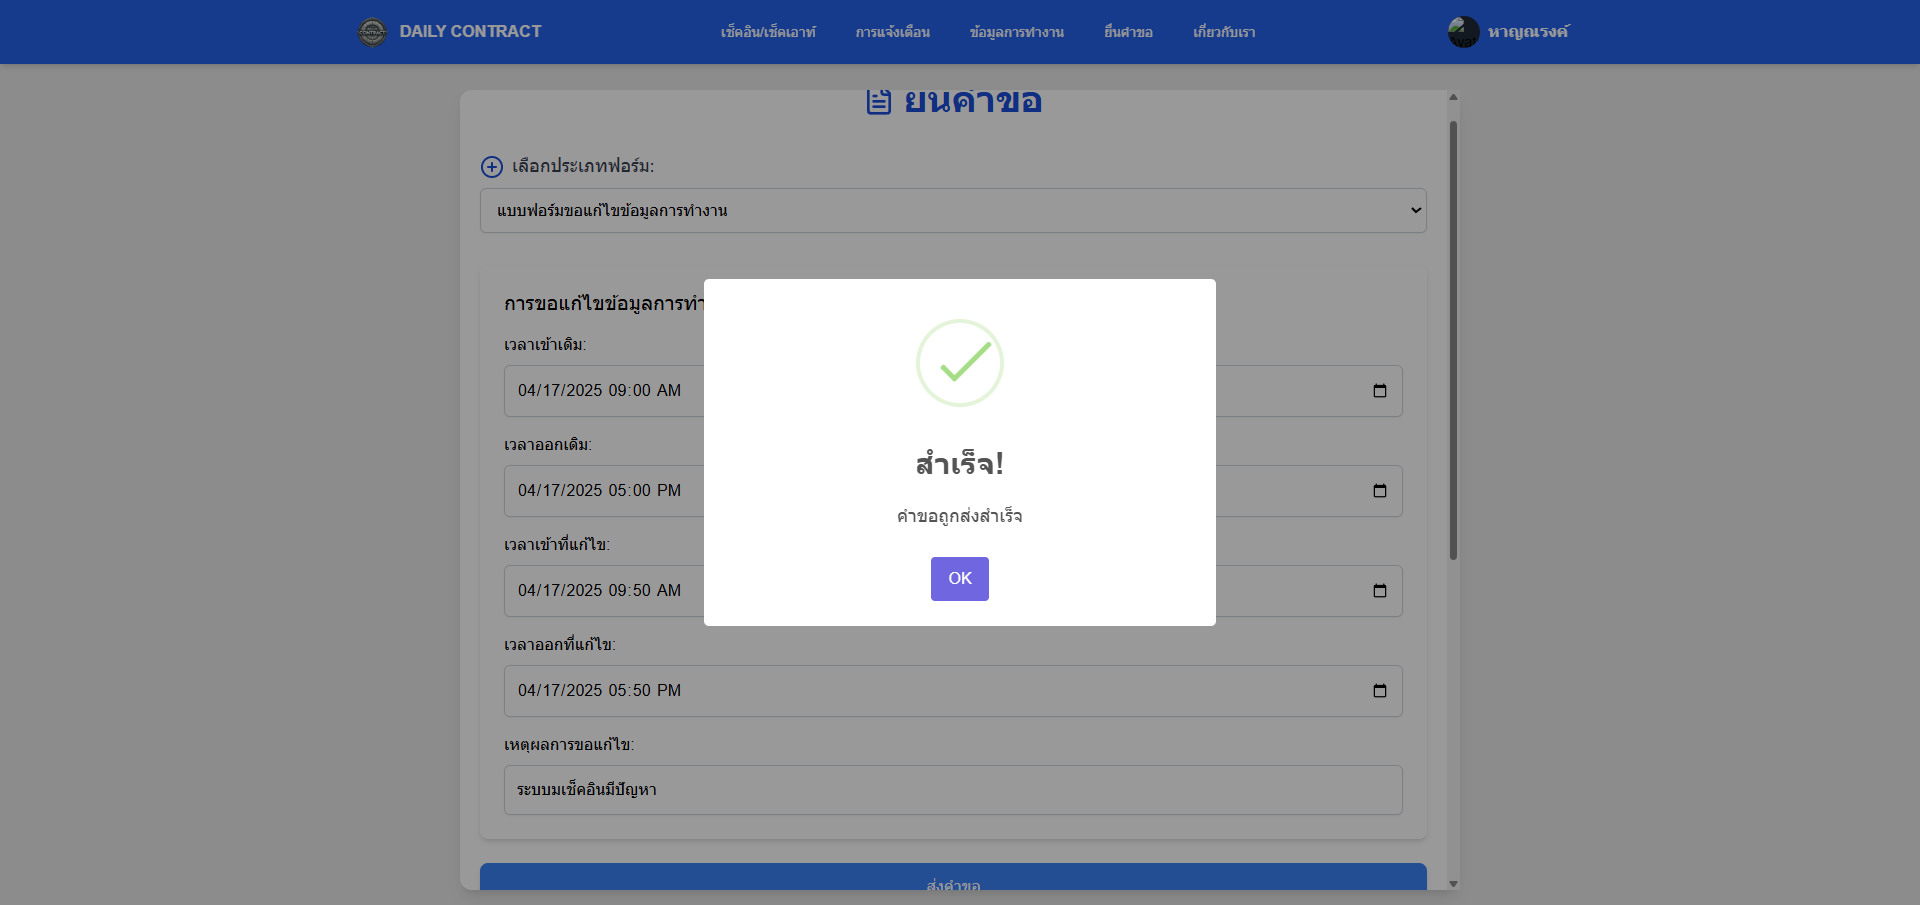 DAILY CONTRACT
เช็คอิน/เช็คเอาท์
การแจ้งเตือน
ข้อมูลการทำงาน
ยื่นคำขอ
เกี่ยวกับเรา
หาญณรงค์
ยื่นคำขอ
เลือกประเภทฟอร์ม:
แบบฟอร์มขอแก้ไขข้อมูลการทำงาน
การขอแก้ไขข้อมูลการทำ
เวลาเข้าเดิม:
04/17/2025 09:00 AM
เวลาออกเดิม:
04/17/2025 05:00 PM
เวลาเข้าที่แก้ไข:
04/17/2025 09:50 AM
เวลาออกที่แก้ไข:
04/17/2025 05:50 PM
เหตุผลการขอแก้ไข:
ระบบมเช็คอินมีปัญหา
ส่งคำขอ
สำเร็จ!
คำขอถูกส่งสำเร็จ
OK